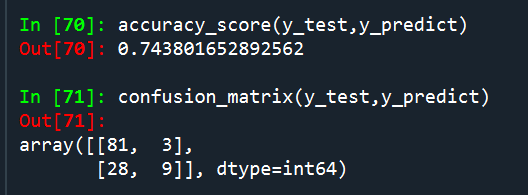 In [70]: accuracy_score(y_test,y_predict)
Out[70]: 0.743801652892562
In [71]: confusion_matrix(y_test,y_predict)
Out[71]:
array([[81,  3],
       [28,  9]], dtype=int64)